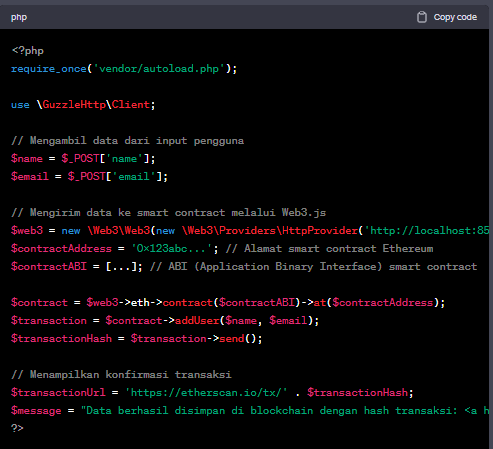 php
Copy code
<?php
require_once('vendor/autoload.php');
use \GuzzleHttp\Client;
// Mengambil data dari input pengguna
$name = $_POST['name'];
$email = $_POST['email'];
// Mengirim data ke smart contract melalui Web3.js
$web3 = new \Web3\Web3(new \Web3\Providers\HttpProvider('http://localhost:85
$contractAddress = '0x123abc...'; // Alamat smart contract Ethereum
$contractABI = [...]; // ABI (Application Binary Interface) smart contract
$contract = $web3->eth->contract($contractABI)->at($contractAddress);
$transaction = $contract->addUser($name, $email);
$transactionHash = $transaction->send();
// Menampilkan konfirmasi transaksi
$transactionUrl = 'https://etherscan.io/tx/' . $transactionHash;
$message = "Data berhasil disimpan di blockchain dengan hash transaksi: <a h
?>